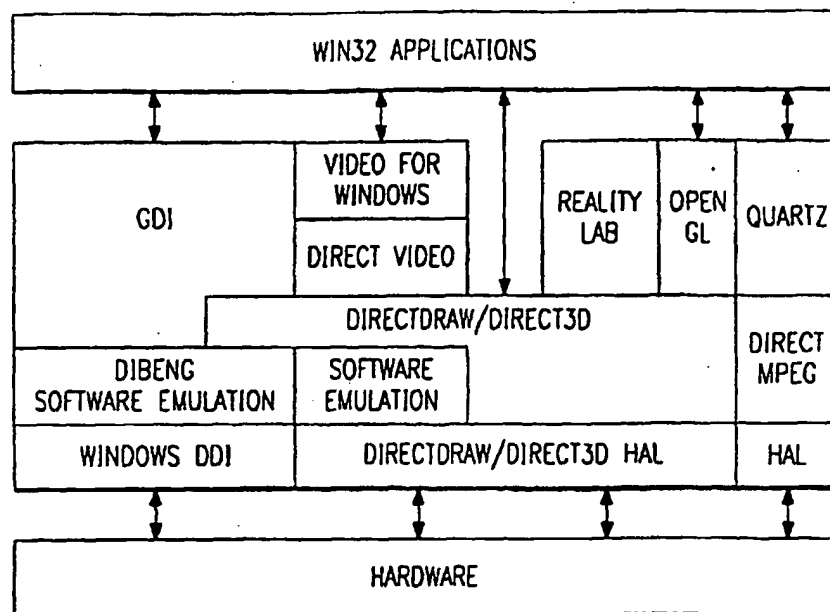 WIN32 APPLICATIONS
GDI
VIDEO FOR
WINDOWS
DIRECT VIDEO
REALITY
LAB
OPEN
GL
QUARTZ
DIRECTDRAW/DIRECT3D
DIRECT
MPEG
DIBENG
SOFTWARE EMULATION
SOFTWARE
EMULATION
WINDOWS DDI
DIRECTDRAW/DIRECT3D HAL
HAL
HARDWARE